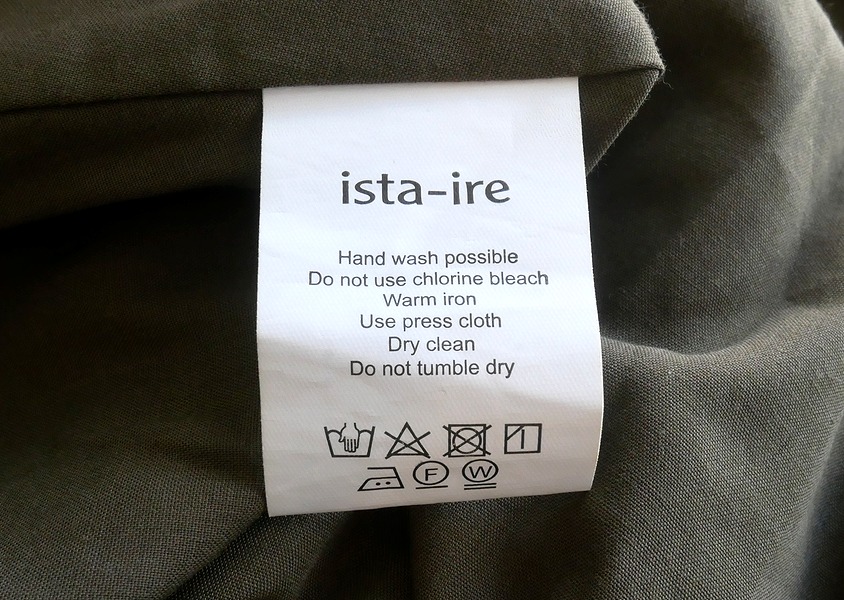 ista-ire
Hand wash possible
Do not use chlorine bleach
Warm iron
Use press cloth
Dry clean
Do not tumble dry
F W